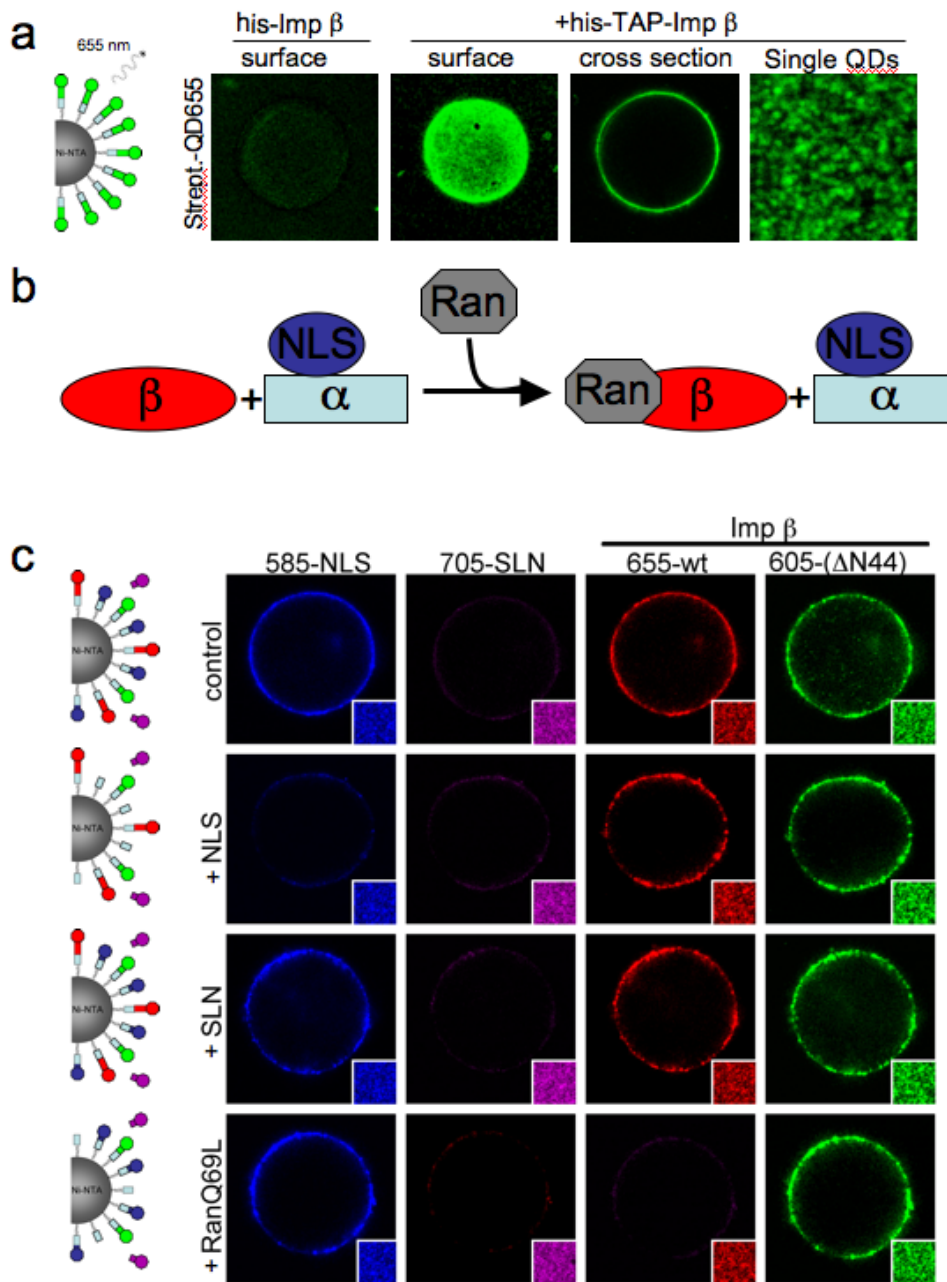 a
655 nm
Ni-NTA
his-Imp β
+his-TAP-Imp β
surface
surface
cross section
Single QDs
Strept.-QD655
b
Ran
NLS
NLS
β
+
α
Ran
β
+
α
c
Imp β
585-NLS
705-SLN
655-wt
605-(ΔN44)
Ni-NTA
control
Ni-NTA
+ NLS
Ni-NTA
+ SLN
Ni-NTA
+ RanQ69L